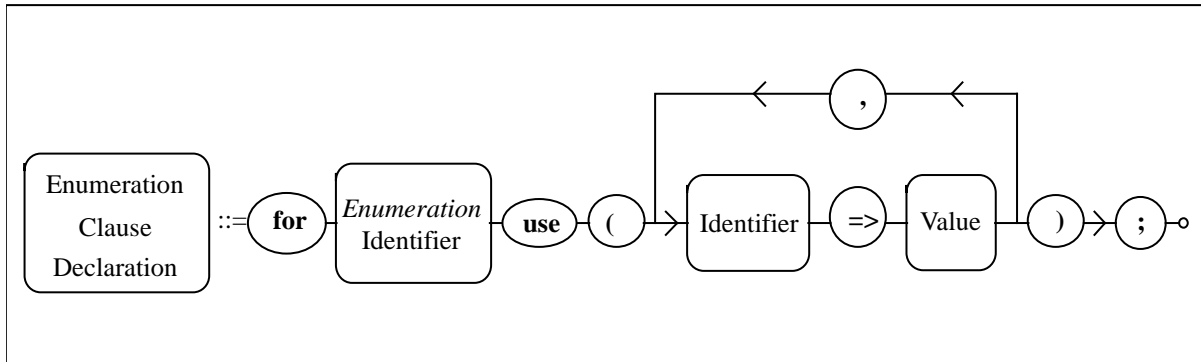 ,
Enumeration
Clause
Declaration
::=
for
Enumeration
Identifier
use
(
Identifier
=>
Value
)
;